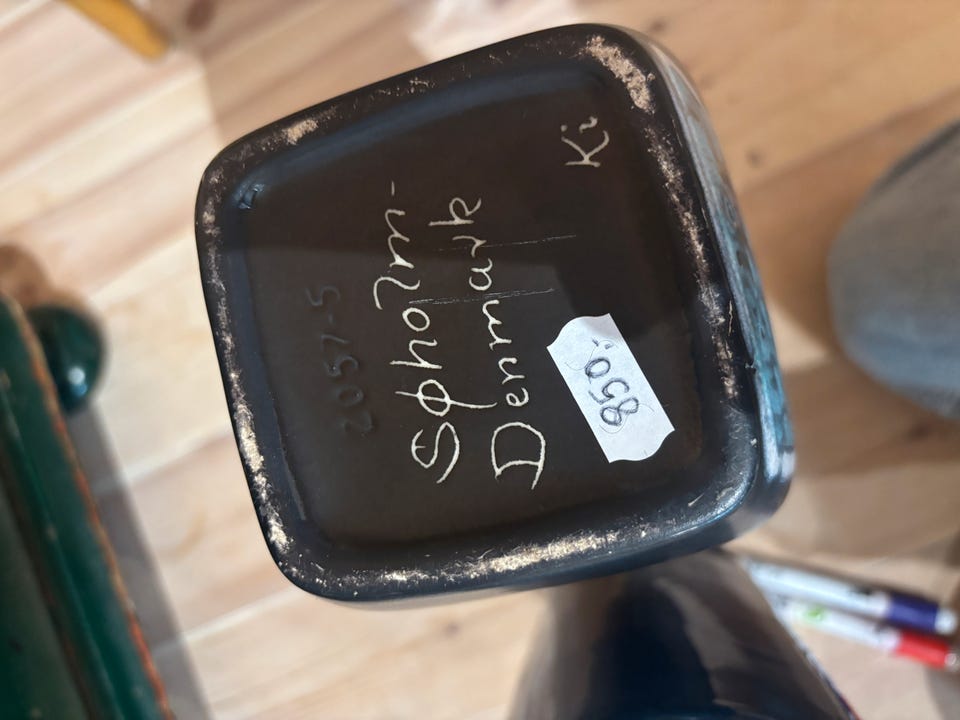 2057-5
Søholm-
Denmark
Ki
850,